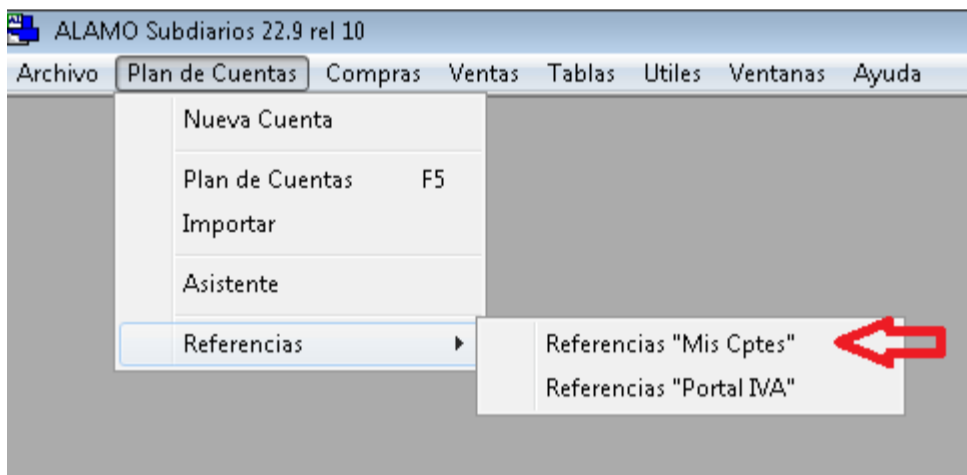 ALAMO Subdiarios 22.9 rel 10
Archivo Plan de Cuentas Compras Ventas Tablas Utiles Ventanas Ayuda
Nueva Cuenta
Plan de Cuentas F5
Importar
Asistente
Referencias
Referencias "Mis Cptes"
Referencias "Portal IVA"